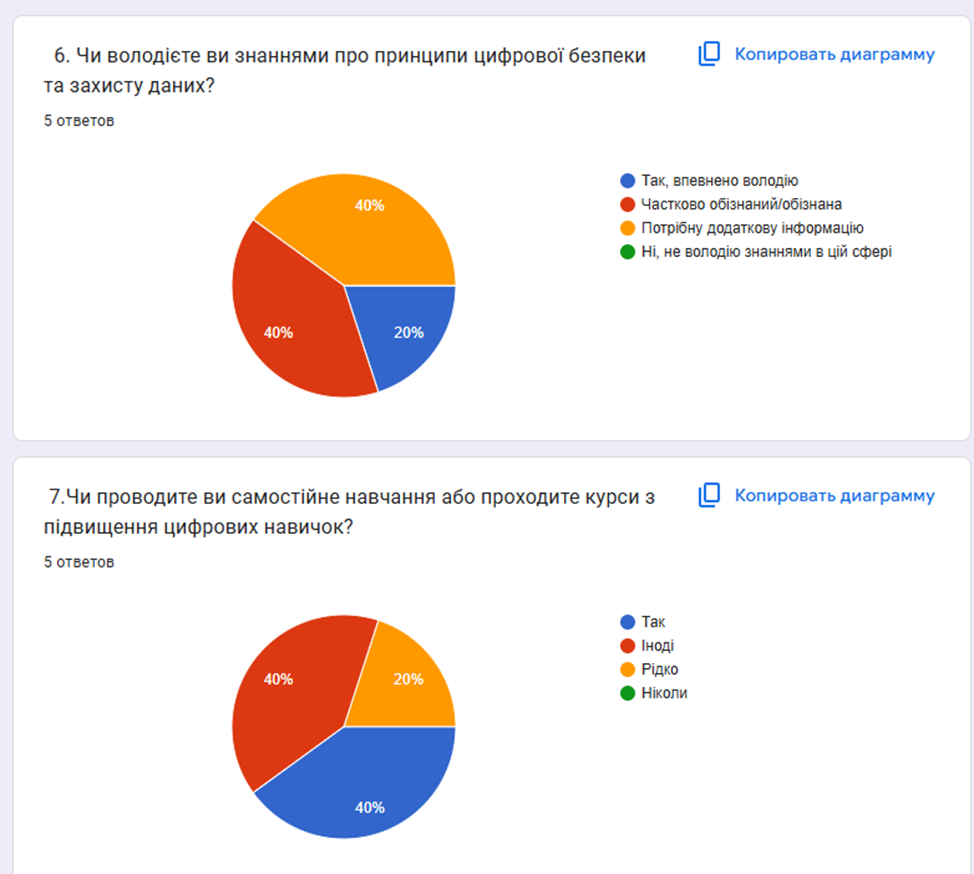 6. Чи володієте ви знаннями про принципи цифрової безпеки
та захисту даних?
Копировать диаграмму
5 ответов
40%
40%
20%
Так, впевнено володію
Частково обізнаний/обізнана
Потрібну додаткову інформацію
Ні, не володію знаннями в цій сфері
7.Чи проводите ви самостійне навчання або проходите курси з
підвищення цифрових навичок?
Копировать диаграмму
5 ответов
40%
20%
40%
Так
Іноді
Рідко
Ніколи